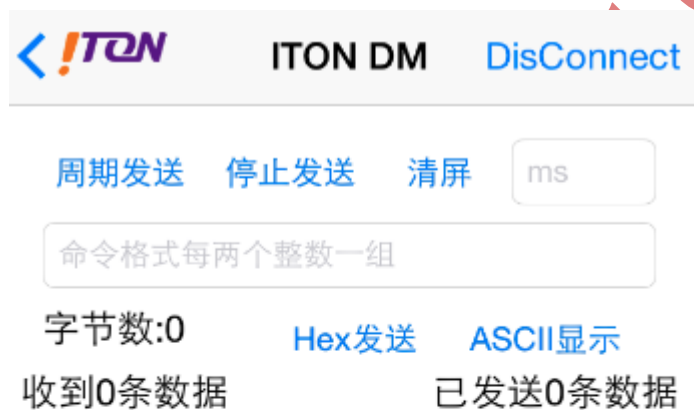 ITON ITON DM DisConnect
周期发送 停止发送 清屏 ms
命令格式每两个整数一组
字节数:0 Hex发送 ASCII显示
收到0条数据 已发送0条数据